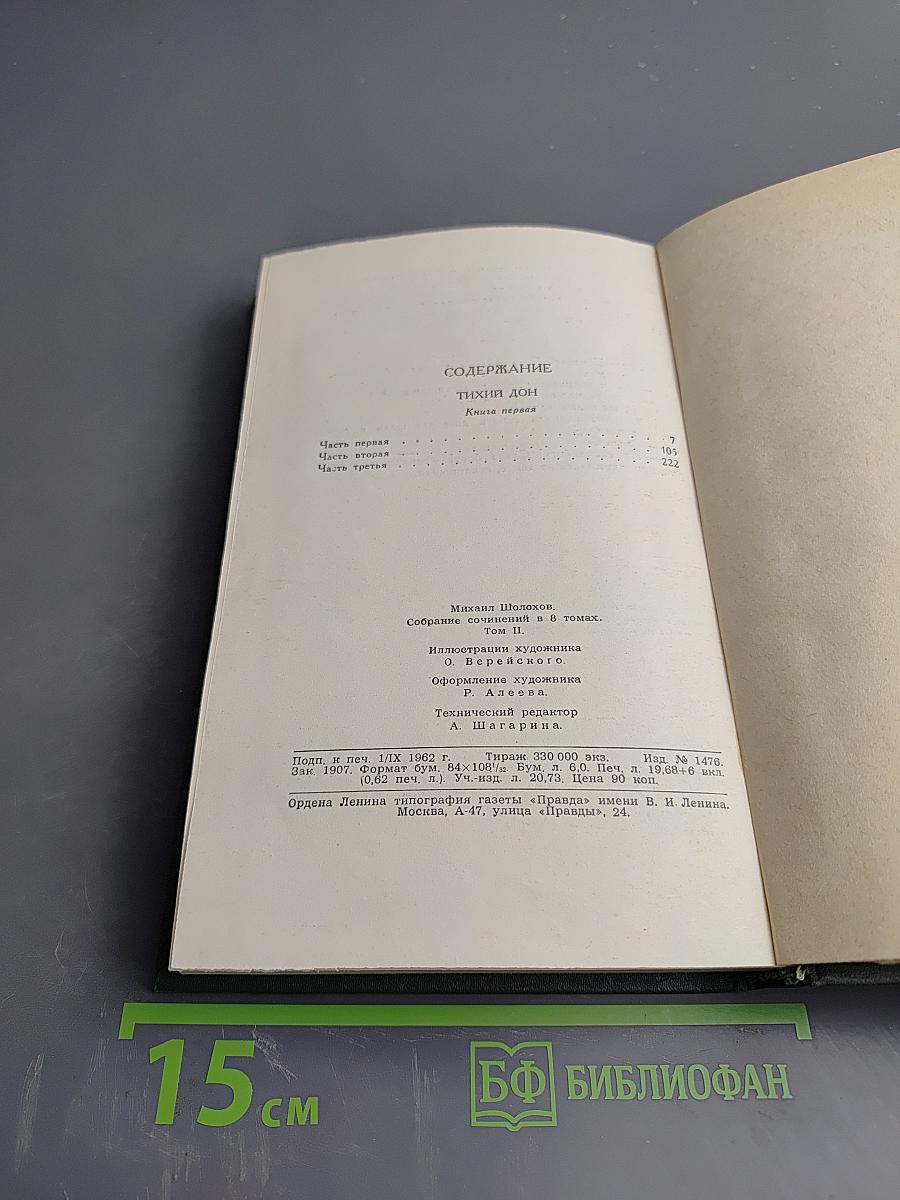 СОДЕРЖАНИЕ
ТИХИЙ ДОН
Книга первая
Часть первая . . . . . . . . . . . . . . . . . . . . 7
Часть вторая . . . . . . . . . . . . . . . . . . . . 105
Часть третья . . . . . . . . . . . . . . . . . . . . 222
Михаил Шолохов.
Собрание сочинений в 8 томах.
Том II.
Иллюстрации художника
О. Верейского.
Оформление художника
Р. Алеева.
Технический редактор
А. Шагарина.
Подп. к печ. 1/IX 1962 г. Тираж 330 000 экз. Изд. № 1476.
Зак. 1907. Формат бум. 84×108¹/₃₂. Бум. л. 6,0. Печ. л. 19,68+6 вкл.
(0,62 печ. л.). Уч.-изд. л. 20,73. Цена 90 коп.
Ордена Ленина типография газеты «Правда» имени В. И. Ленина.
Москва, А-47, улица «Правды», 24.
15 см
БФ БИБЛИОФАН